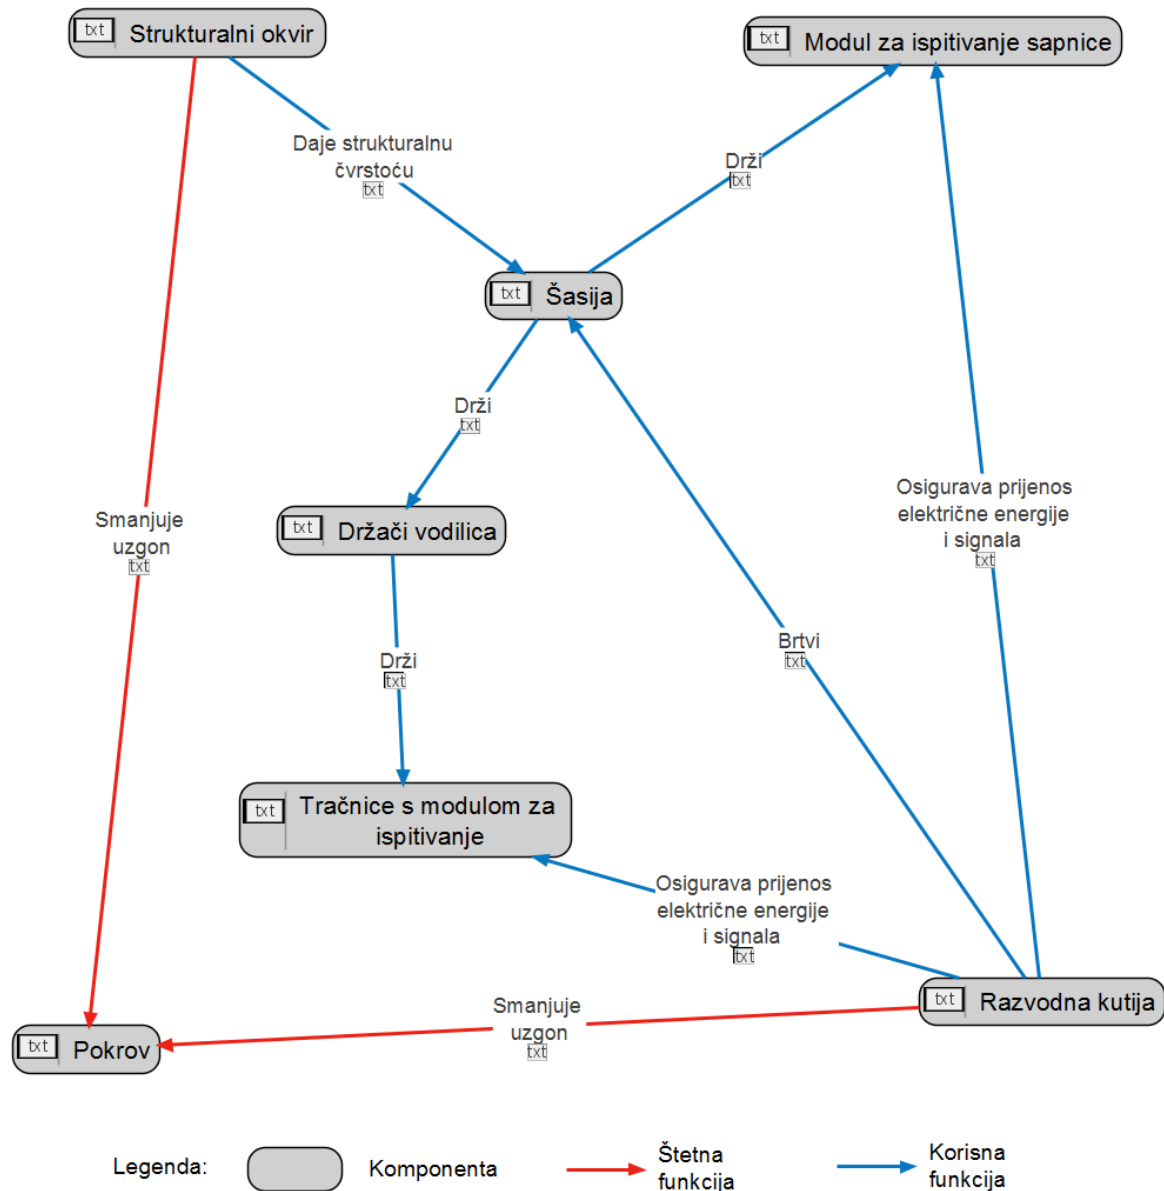 txt Strukturalni okvir
txt Modul za ispitivanje sapnice
Daje strukturalnu
čvrstoću
txt
Drži
txt
txt Šasija
Drži
txt
Osigurava prijenos
električne energije
i signala
txt
Smanjuje
uzgon
txt
txt Držači vodilica
Brtvi
txt
Drži
txt
txt Tračnice s modulom za
ispitivanje
Osigurava prijenos
električne energije
i signala
txt
txt Razvodna kutija
Smanjuje
uzgon
txt
txt Pokrov
Legenda:
Komponenta
Štetna
funkcija
Korisna
funkcija